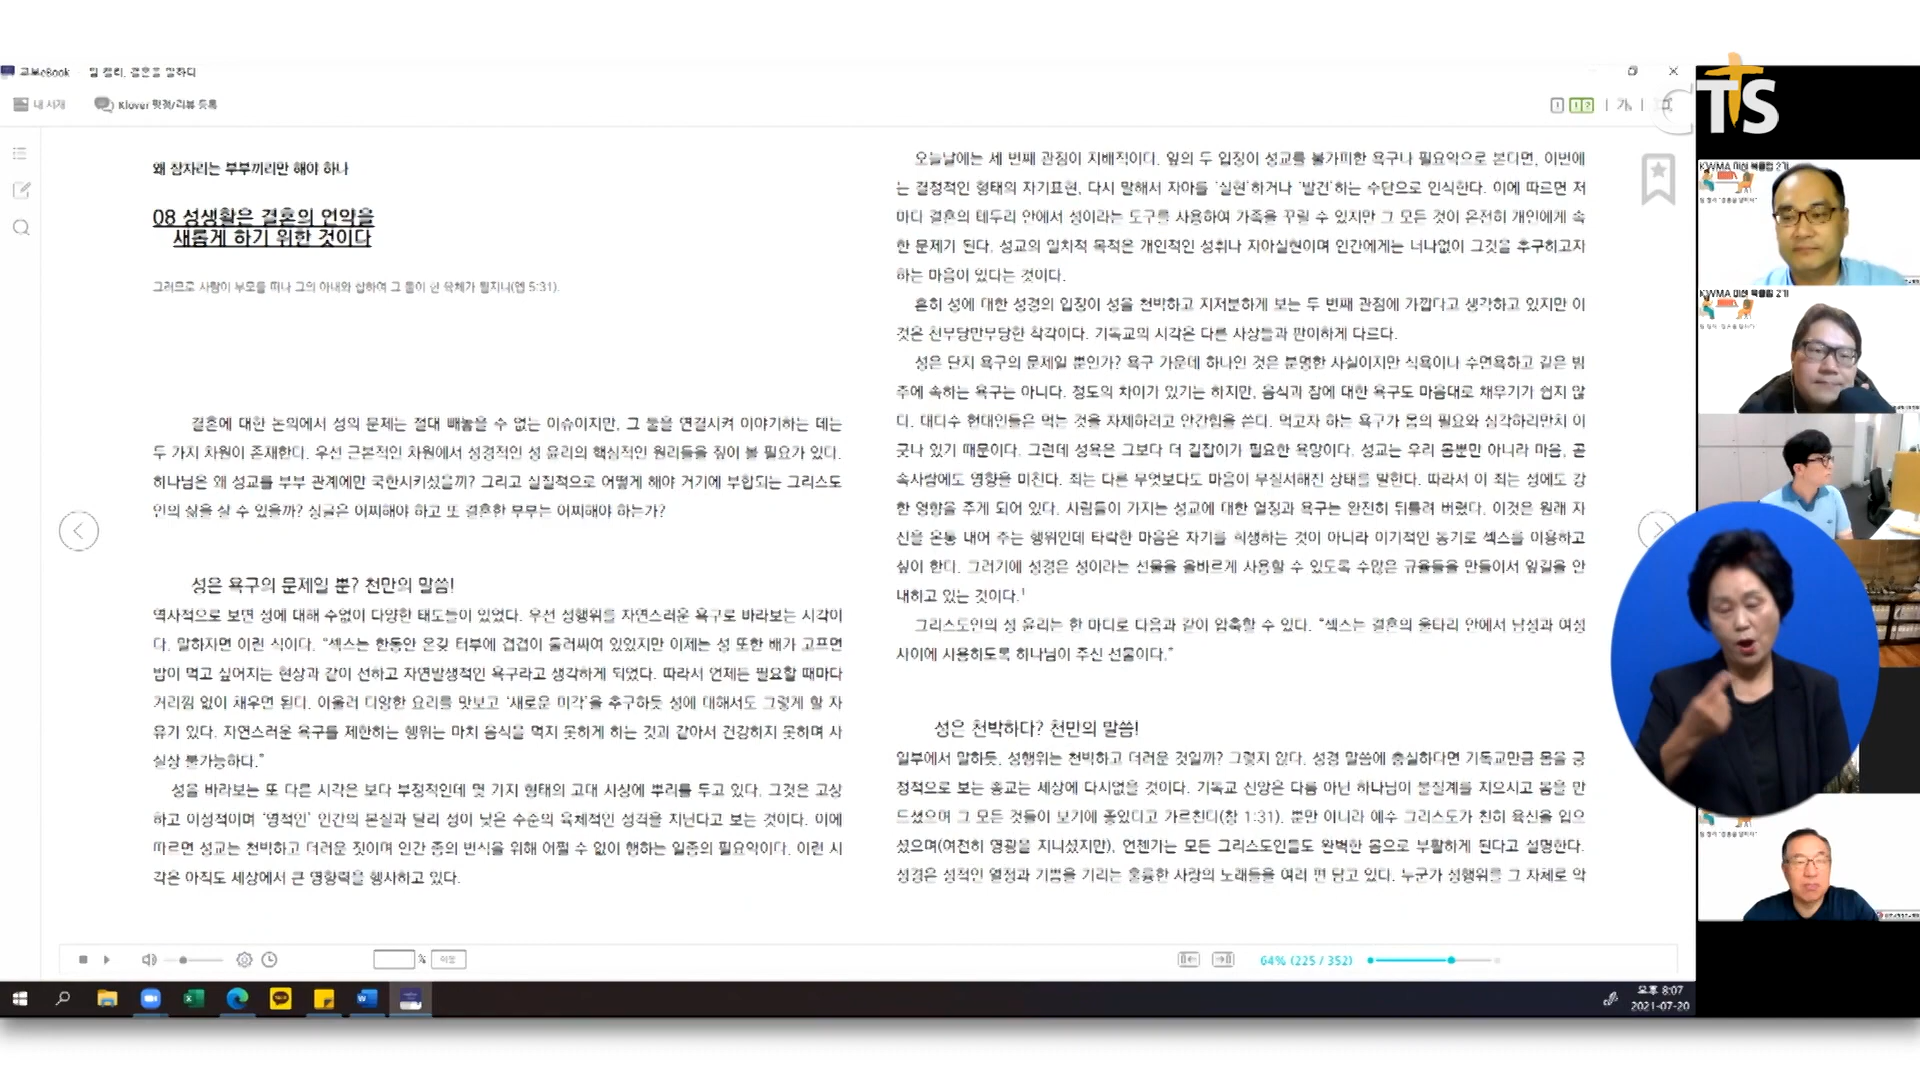 교보eBook
팀 켈러, 결혼을 말하다
CTS
내 서재
Klover 평점/리뷰 등록
가
왜 잠자리는 부부끼리만 해야 하나
08 성생활은 결혼의 언약을
새롭게 하기 위한 것이다
그러므로 사람이 부모를 떠나 그의 아내와 합하여 그 둘이 한 육체가 될지니(엡 5:31).
결혼에 대한 논의에서 성의 문제는 절대 빼놓을 수 없는 이슈이지만, 그 둘을 연결시켜 이야기하는 데는
두 가지 차원이 존재한다. 우선 근본적인 차원에서 성경적인 성 윤리의 핵심적인 원리들을 짚어 볼 필요가 있다.
하나님은 왜 성교를 부부 관계에만 국한시키셨을까? 그리고 실질적으로 어떻게 해야 거기에 부합되는 그리스도
인의 삶을 살 수 있을까? 싱글은 어찌해야 하고 또 결혼한 부부는 어찌해야 하는가?
성은 욕구의 문제일 뿐? 천만의 말씀!
역사적으로 보면 성에 대해 수없이 다양한 태도들이 있었다. 우선 성행위를 자연스러운 욕구로 바라보는 시각이
다. 말하자면 이런 식이다. “섹스는 한동안 온갖 터부에 겹겹이 둘러싸여 있었지만 이제는 성 또한 배가 고프면
밥이 먹고 싶어지는 현상과 같이 선하고 자연발생적인 욕구라고 생각하게 되었다. 따라서 언제든 필요할 때마다
거리낌 없이 채우면 된다. 아울러 다양한 요리를 맛보고 ‘새로운 미각’을 추구하듯 성에 대해서도 그렇게 할 자
유가 있다. 자연스러운 욕구를 제한하는 행위는 마치 음식을 먹지 못하게 하는 것과 같아서 건강하지 못하며 사
실상 불가능하다.”
성을 바라보는 또 다른 시각은 보다 부정적인데 몇 가지 형태의 고대 사상에 뿌리를 두고 있다. 그것은 고상
하고 이성적이며 ‘영적인’ 인간의 본질과 달리 성이 낮은 수준의 육체적인 성격을 지닌다고 보는 것이다. 이에
따르면 성교는 천박하고 더러운 짓이며 인간 종의 번식을 위해 어쩔 수 없이 행하는 일종의 필요악이다. 이런 시
각은 아직도 세상에서 큰 영향력을 행사하고 있다.
오늘날에는 세 번째 관점이 지배적이다. 앞의 두 입장이 성교를 불가피한 욕구나 필요악으로 본다면, 이번에
는 결정적인 형태의 자기표현, 다시 말해서 자아를 ‘실현’하거나 ‘발견’하는 수단으로 인식한다. 이에 따르면 저
마다 결혼의 테두리 안에서 성이라는 도구를 사용하여 가족을 꾸릴 수 있지만 그 모든 것이 온전히 개인에게 속
한 문제가 된다. 성교의 일차적 목적은 개인적인 성취나 자아실현이며 인간에게는 너나없이 그것을 추구하고자
하는 마음이 있다는 것이다.
흔히 성에 대한 성경의 입장이 성을 천박하고 지저분하게 보는 두 번째 관점에 가깝다고 생각하고 있지만 이
것은 천부당만부당한 착각이다. 기독교의 시각은 다른 사상들과 판이하게 다르다.
성은 단지 욕구의 문제일 뿐인가? 욕구 가운데 하나인 것은 분명한 사실이지만 식욕이나 수면욕하고 같은 범
주에 속하는 욕구는 아니다. 정도의 차이가 있기는 하지만, 음식과 잠에 대한 욕구도 마음대로 채우기가 쉽지 않
다. 대다수 현대인들은 먹는 것을 자제하려고 안간힘을 쓴다. 먹고자 하는 욕구가 몸의 필요와 심각하리만치 어
긋나 있기 때문이다. 그런데 성욕은 그보다 더 길잡이가 필요한 욕망이다. 성교는 우리 몸뿐만 아니라 마음, 곧
속사람에도 영향을 미친다. 죄는 다른 무엇보다도 마음이 무질서해진 상태를 말한다. 따라서 이 죄는 성에도 강
한 영향을 주게 되어 있다. 사람들이 가지는 성교에 대한 열정과 욕구는 완전히 뒤틀려 버렸다. 이것은 원래 자
신을 온통 내어 주는 행위인데 타락한 마음은 자기를 희생하는 것이 아니라 이기적인 동기로 섹스를 이용하고
싶어 한다. 그러기에 성경은 성이라는 선물을 올바르게 사용할 수 있도록 수많은 규율들을 만들어서 앞길을 안
내하고 있는 것이다.¹
그리스도인의 성 윤리는 한 마디로 다음과 같이 압축할 수 있다. “섹스는 결혼의 울타리 안에서 남성과 여성
사이에 사용하도록 하나님이 주신 선물이다.”
성은 천박하다? 천만의 말씀!
일부에서 말하듯, 성행위는 천박하고 더러운 것일까? 그렇지 않다. 성경 말씀에 충실하다면 기독교만큼 몸을 긍
정적으로 보는 종교는 세상에 다시없을 것이다. 기독교 신앙은 다름 아닌 하나님이 물질계를 지으시고 몸을 만
드셨으며 그 모든 것들이 보기에 좋았다고 가르친다(창 1:31). 뿐만 아니라 예수 그리스도가 친히 육신을 입으
셨으며(여전히 영광을 지니셨지만), 언젠가는 모든 그리스도인들도 완벽한 몸으로 부활하게 된다고 설명한다.
성경은 성적인 열정과 기쁨을 기리는 훌륭한 사랑의 노래들을 여러 편 담고 있다. 누군가 성행위를 그 자체로 악
% 이동
64% (225 / 352)
오후 8:07
2021-07-20
KWMA 미션 북클럽 2기
팀 켈러 "결혼을 말하다"
KWMA 미션 북클럽 2기